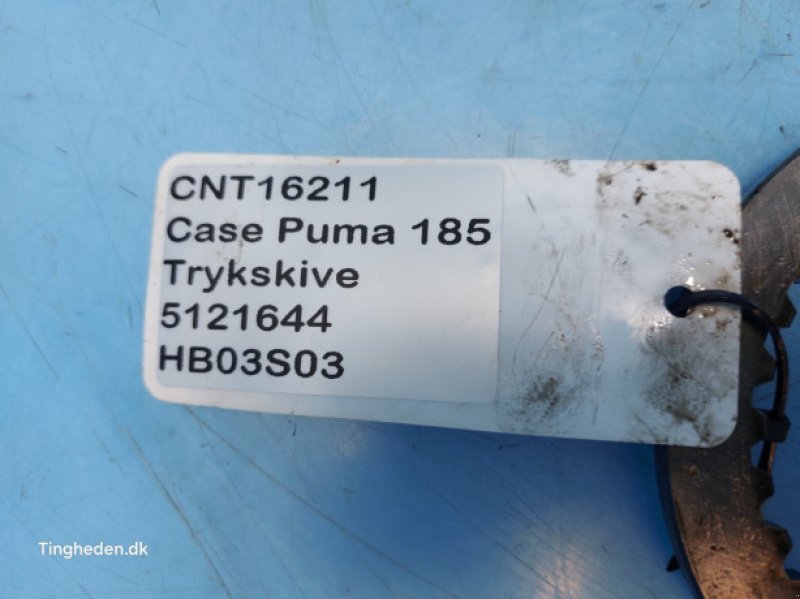 CNT16211
Case Puma 185
Trykskive
5121644
HB03S03
Tingheden.dk